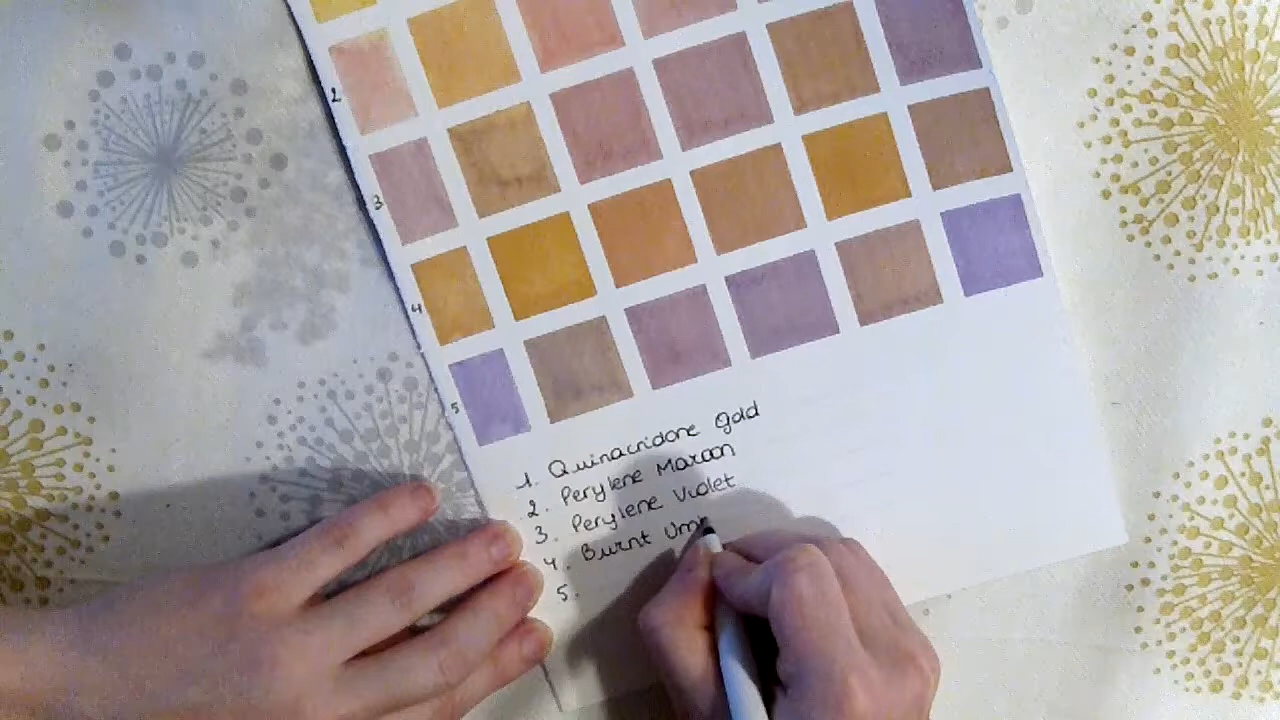 2
3
4
5
1. Quinacridone Gold
2. Perylene Maroon
3. Perylene Violet
4. Burnt Um
5.